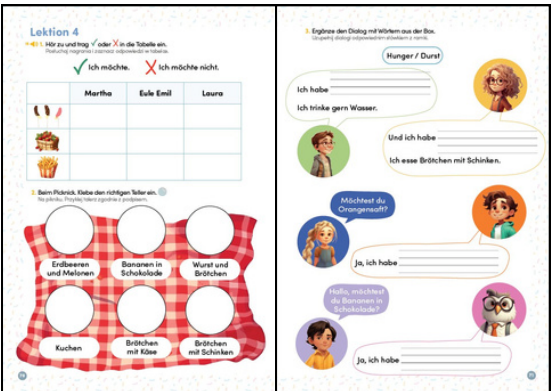 Lektion 4
1. Hör zu und trag ✓ oder X in die Tabelle ein.
Posłuchaj nagrania i zaznacz odpowiedzi w tabelce.
✓ Ich möchte. X Ich möchte nicht.
Martha Eule Emil Laura
2. Beim Picknick. Klebe den richtigen Teller ein.
Na pikniku. Przyklej talerz zgodnie z podpisem.
Erdbeeren
und Melonen
Bananen in
Schokolade
Wurst und
Brötchen
Kuchen
Brötchen
mit Käse
Brötchen
mit Schinken
3. Ergänze den Dialog mit Wörtern aus der Box.
Uzupełnij dialogi odpowiednim słówkiem z ramki.
Hunger / Durst
Ich habe
Ich trinke gern Wasser.
Und ich habe
Ich esse Brötchen mit Schinken.
Möchtest du
Orangensaft?
Ja, ich habe
Hallo, möchtest
du Bananen in
Schokolade?
Ja, ich habe